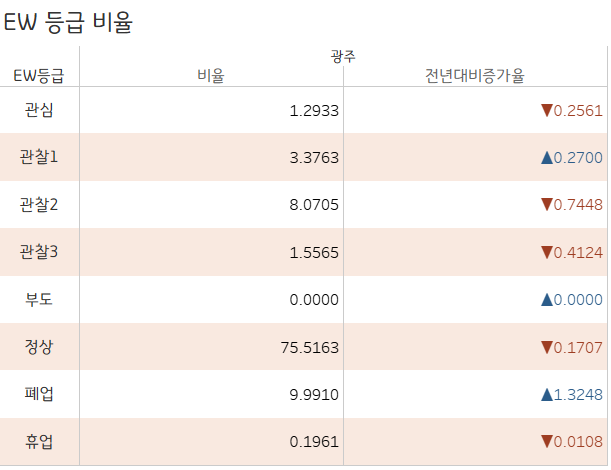 EW 등급 비율
광주
EW등급 비율 전년대비증가율
관심 1.2933 ▼0.2561
관찰1 3.3763 ▲0.2700
관찰2 8.0705 ▼0.7448
관찰3 1.5565 ▼0.4124
부도 0.0000 ▲0.0000
정상 75.5163 ▼0.1707
폐업 9.9910 ▲1.3248
휴업 0.1961 ▼0.0108